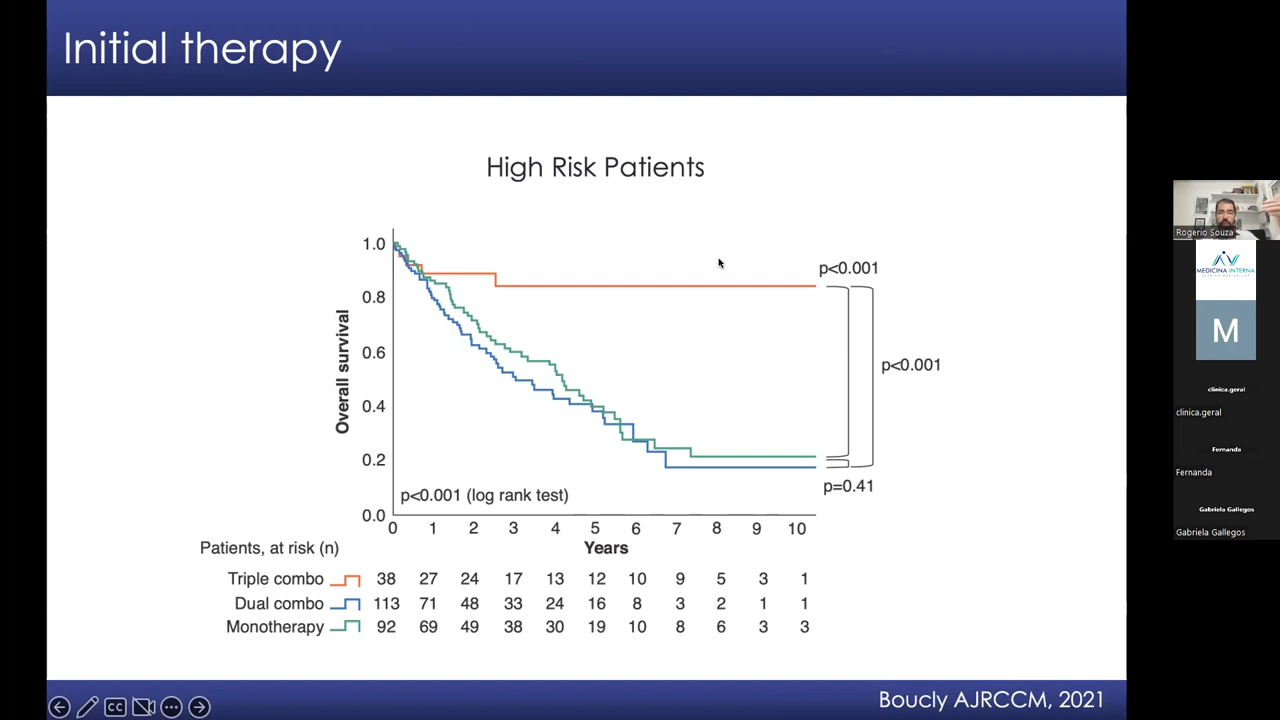 Initial therapy
High Risk Patients
1.0
0.8
0.6
0.4
0.2
0.0
Overall survival
p<0.001
p<0.001
p=0.41
p<0.001 (log rank test)
0 1 2 3 4 5 6 7 8 9 10
Patients, at risk (n)
Years
Triple combo 38 27 24 17 13 12 10 9 5 3 1
Dual combo 113 71 48 33 24 16 8 3 2 1 1
Monotherapy 92 69 49 38 30 19 10 8 6 3 3
Boucly AJRCCM, 2021
CC
Rogerio Souza
MEDICINA INTERNA
M
clinica.geral
clinica.geral
Fernanda
Fernanda
Gabriela Gallegos
Gabriela Gallegos